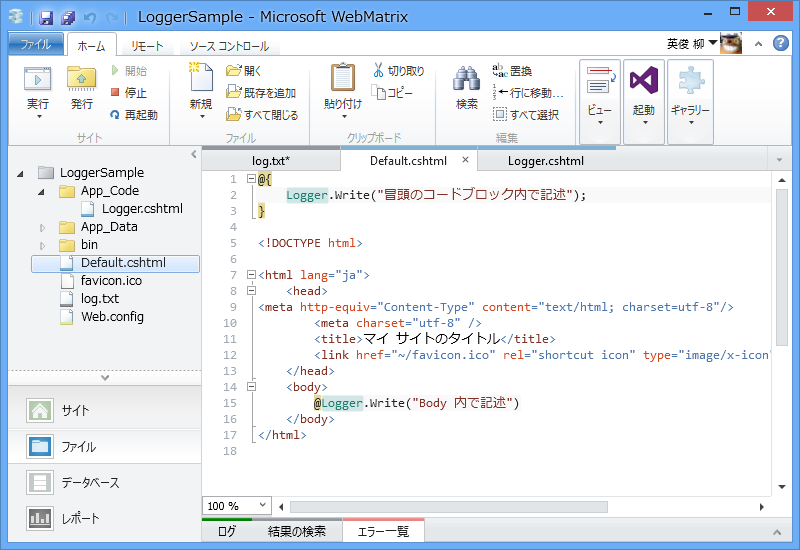 LoggerSample - Microsoft WebMatrix
ファイル ホーム リモート ソース コントロール 英俊 柳
実行
発行
開始
停止
再起動
サイト
新規
開く
既存を追加
すべて閉じる
ファイル
貼り付け
切り取り
コピー
クリップボード
検索
置換
行に移動...
すべて選択
編集
ビュー
起動
ギャラリー
LoggerSample
App_Code
Logger.cshtml
App_Data
bin
Default.cshtml
favicon.ico
log.txt
Web.config
サイト
ファイル
データベース
レポート
log.txt* Default.cshtml × Logger.cshtml
1 @{
2 Logger.Write("冒頭のコードブロック内で記述");
3 }
4
5 <!DOCTYPE html>
6
7 <html lang="ja">
8 <head>
9 <meta http-equiv="Content-Type" content="text/html; charset=utf-8"/>
10 <meta charset="utf-8" />
11 <title>マイ サイトのタイトル</title>
12 <link href="~/favicon.ico" rel="shortcut icon" type="image/x-icon"
13 </head>
14 <body>
15 @Logger.Write("Body 内で記述")
16 </body>
17 </html>
18
100 %
ログ 結果の検索 エラー一覧